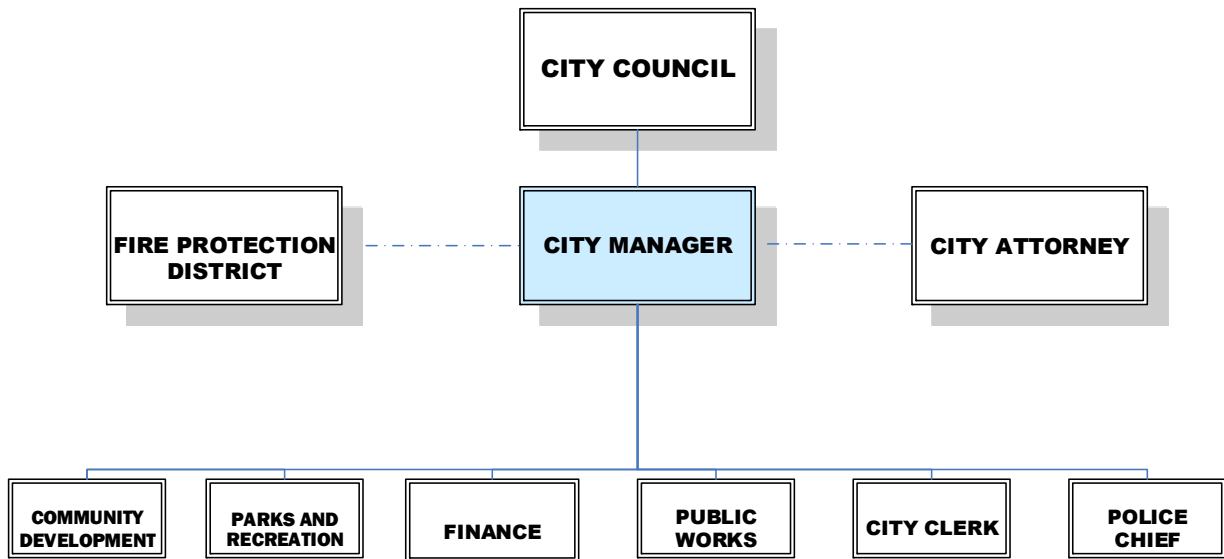 CITY COUNCIL
FIRE PROTECTION
DISTRICT
CITY MANAGER
CITY ATTORNEY
COMMUNITY
DEVELOPMENT
PARKS AND
RECREATION
FINANCE
PUBLIC
WORKS
CITY CLERK
POLICE
CHIEF